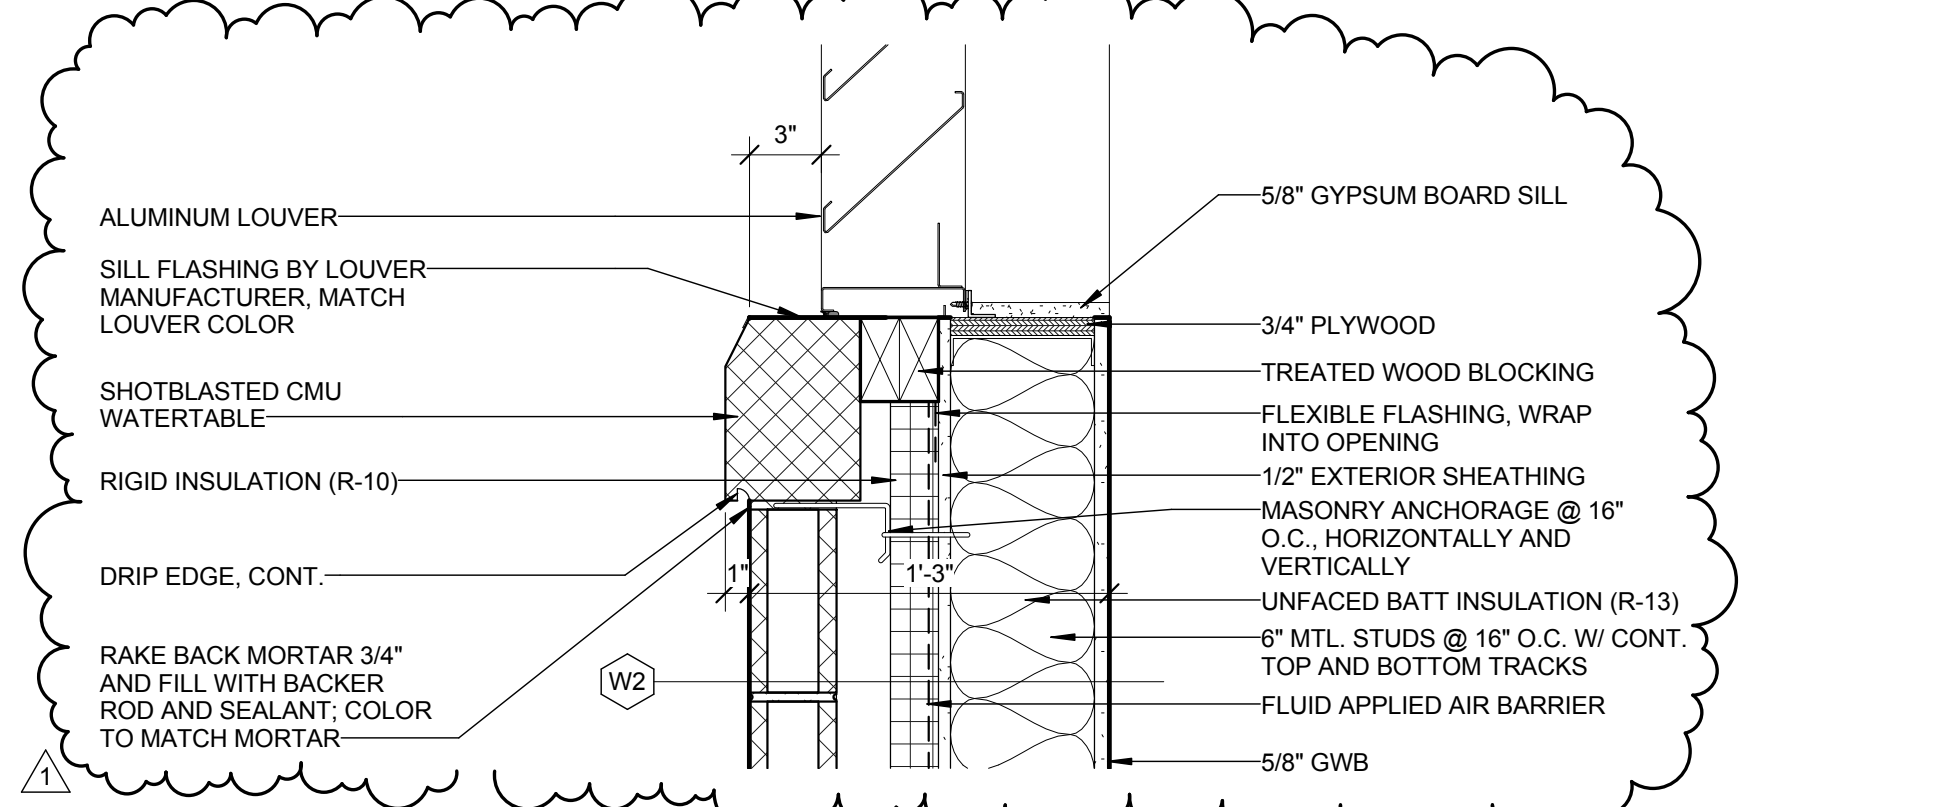 3"
ALUMINUM LOUVER
SILL FLASHING BY LOUVER
MANUFACTURER, MATCH
LOUVER COLOR
SHOTBLASTED CMU
WATERTABLE
RIGID INSULATION (R-10)
DRIP EDGE, CONT.
RAKE BACK MORTAR 3/4"
AND FILL WITH BACKER
ROD AND SEALANT; COLOR
TO MATCH MORTAR
1
1"
1'-3"
W2
5/8" GYPSUM BOARD SILL
3/4" PLYWOOD
TREATED WOOD BLOCKING
FLEXIBLE FLASHING, WRAP
INTO OPENING
1/2" EXTERIOR SHEATHING
MASONRY ANCHORAGE @ 16"
O.C., HORIZONTALLY AND
VERTICALLY
UNFACED BATT INSULATION (R-13)
6" MTL. STUDS @ 16" O.C. W/ CONT.
TOP AND BOTTOM TRACKS
FLUID APPLIED AIR BARRIER
5/8" GWB